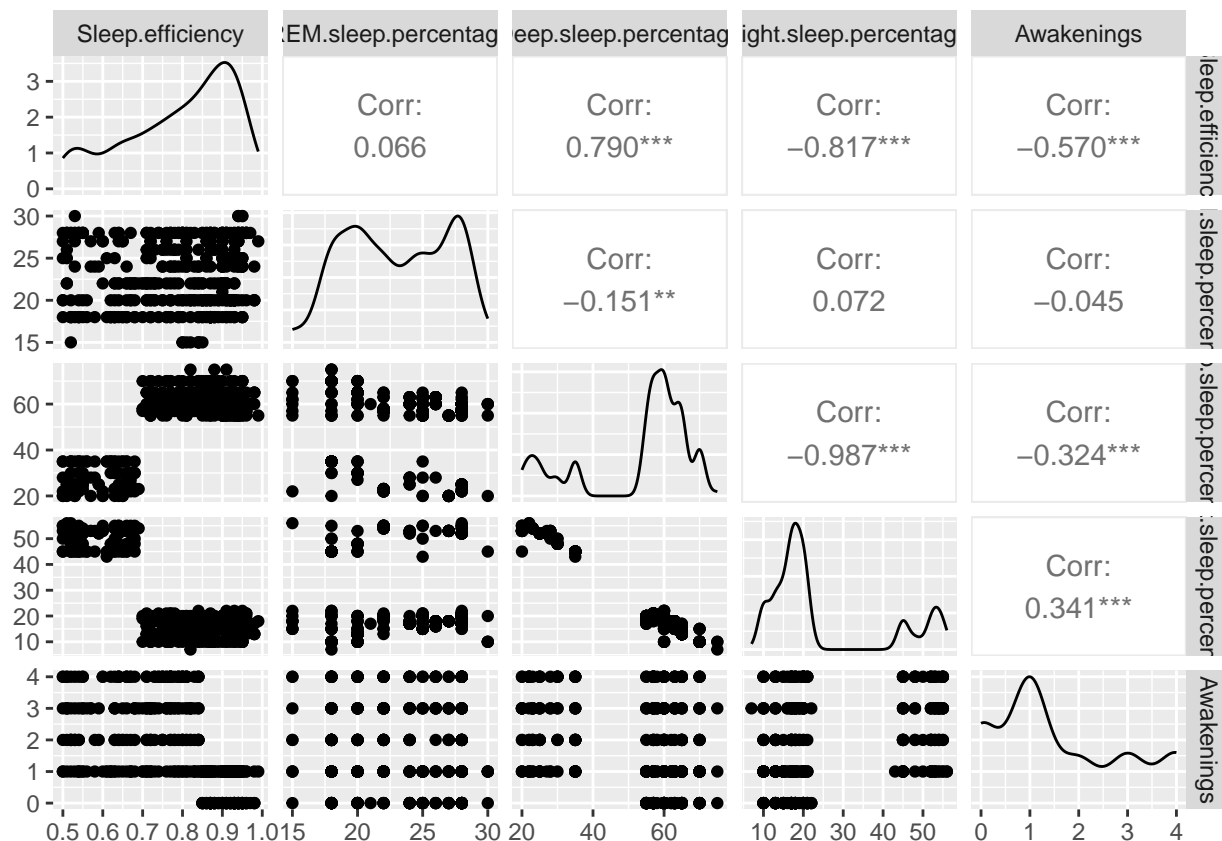 Sleep.efficiency REM.sleep.percentag eep.sleep.percentag ight.sleep.percentag Awakenings
3
2
1
0
Corr:
0.066
Corr:
0.790***
Corr:
−0.817***
Corr:
−0.570***
leep.efficienc
30
25
20
15
Corr:
−0.151**
Corr:
0.072
Corr:
−0.045
.sleep.percer
60
40
20
Corr:
−0.987***
Corr:
−0.324***
.sleep.percer
50
40
30
20
10
Corr:
0.341***
.sleep.percer
4
3
2
1
0
Awakenings
0.5 0.6 0.7 0.8 0.9 1.0 15 20 25 30 20 40 60 10 20 30 40 50 0 1 2 3 4